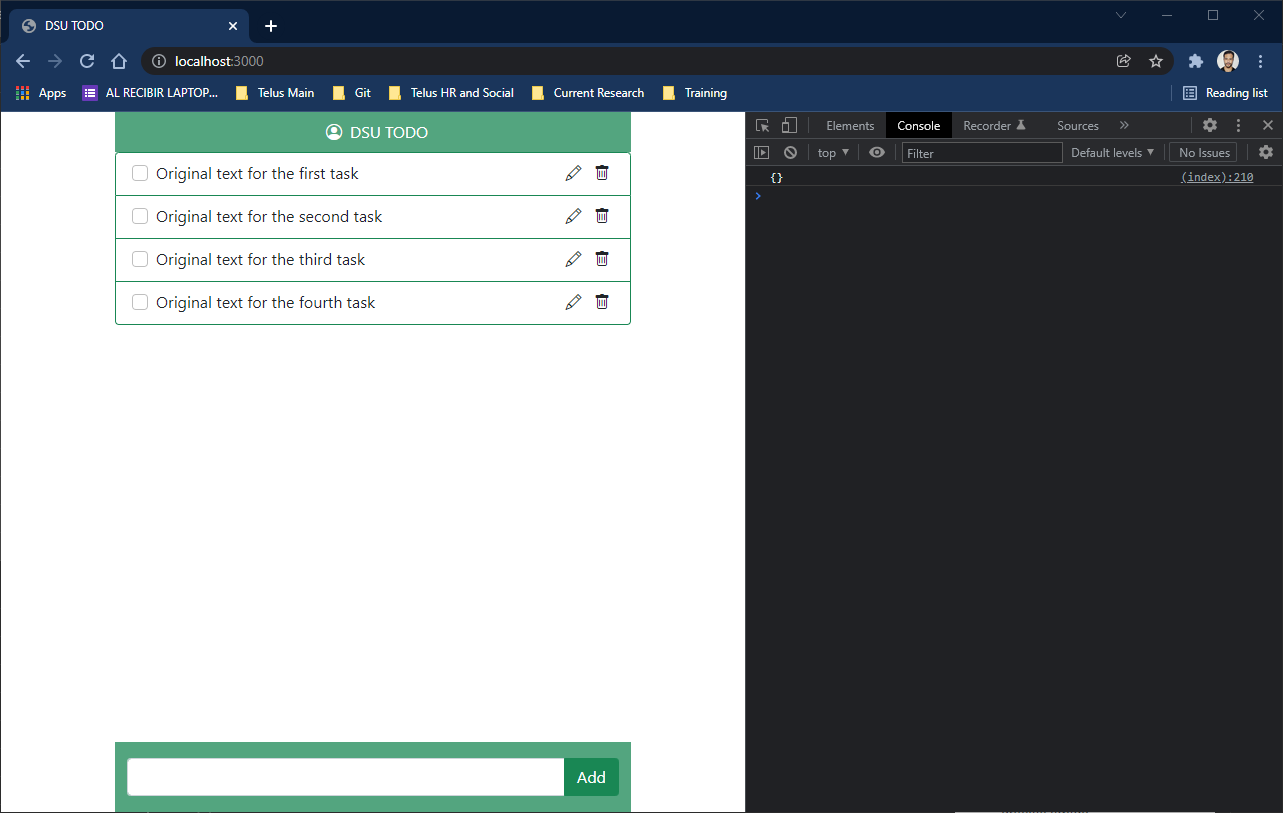 DSU TODO
localhost:3000
Apps AL RECIBIR LAPTOP... Telus Main Git Telus HR and Social Current Research Training Reading list
DSU TODO
Original text for the first task
Original text for the second task
Original text for the third task
Original text for the fourth task
Add
Elements Console Recorder Sources »
top Filter Default levels No Issues
{} (index):210